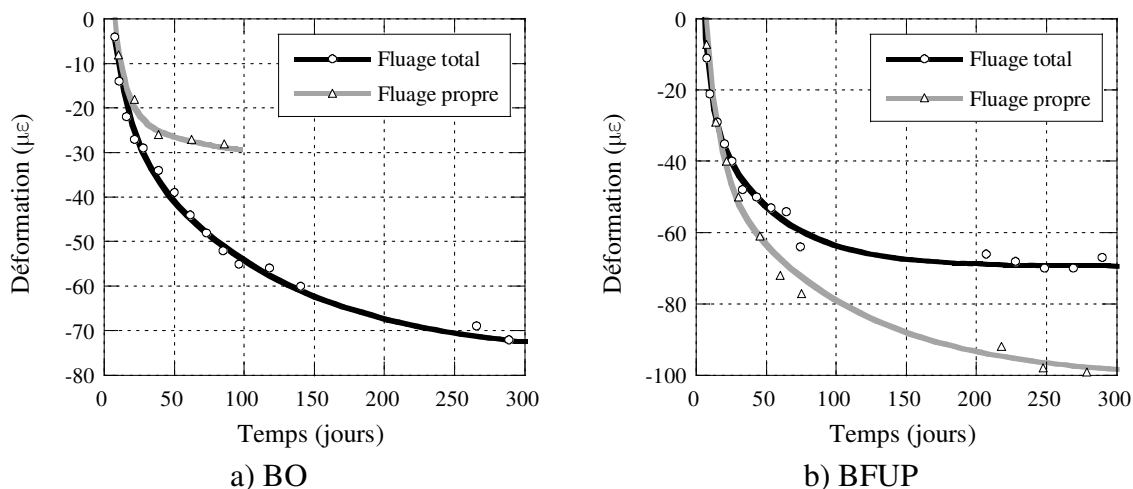 0
-10
-20
-30
-40
-50
-60
-70
-80
Déformation (με)
Fluage total
Fluage propre
0
50
100
150
200
250
300
Temps (jours)
a) BO
0
-20
-40
-60
-80
-100
Déformation (με)
Fluage total
Fluage propre
0
50
100
150
200
250
300
Temps (jours)
b) BFUP